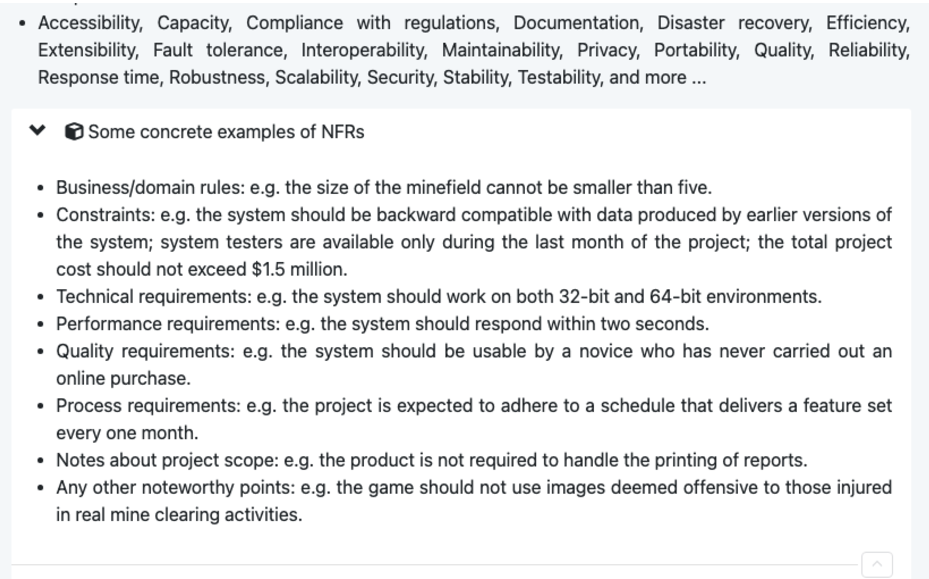 Accessibility, Capacity, Compliance with regulations, Documentation, Disaster recovery, Efficiency,
Extensibility, Fault tolerance, Interoperability, Maintainability, Privacy, Portability, Quality, Reliability,
Response time, Robustness, Scalability, Security, Stability, Testability, and more ...
Some concrete examples of NFRs
Business/domain rules: e.g. the size of the minefield cannot be smaller than five.
Constraints: e.g. the system should be backward compatible with data produced by earlier versions of
the system; system testers are available only during the last month of the project; the total project
cost should not exceed $1.5 million.
Technical requirements: e.g. the system should work on both 32-bit and 64-bit environments.
Performance requirements: e.g. the system should respond within two seconds.
Quality requirements: e.g. the system should be usable by a novice who has never carried out an
online purchase.
Process requirements: e.g. the project is expected to adhere to a schedule that delivers a feature set
every one month.
Notes about project scope: e.g. the product is not required to handle the printing of reports.
Any other noteworthy points: e.g. the game should not use images deemed offensive to those injured
in real mine clearing activities.